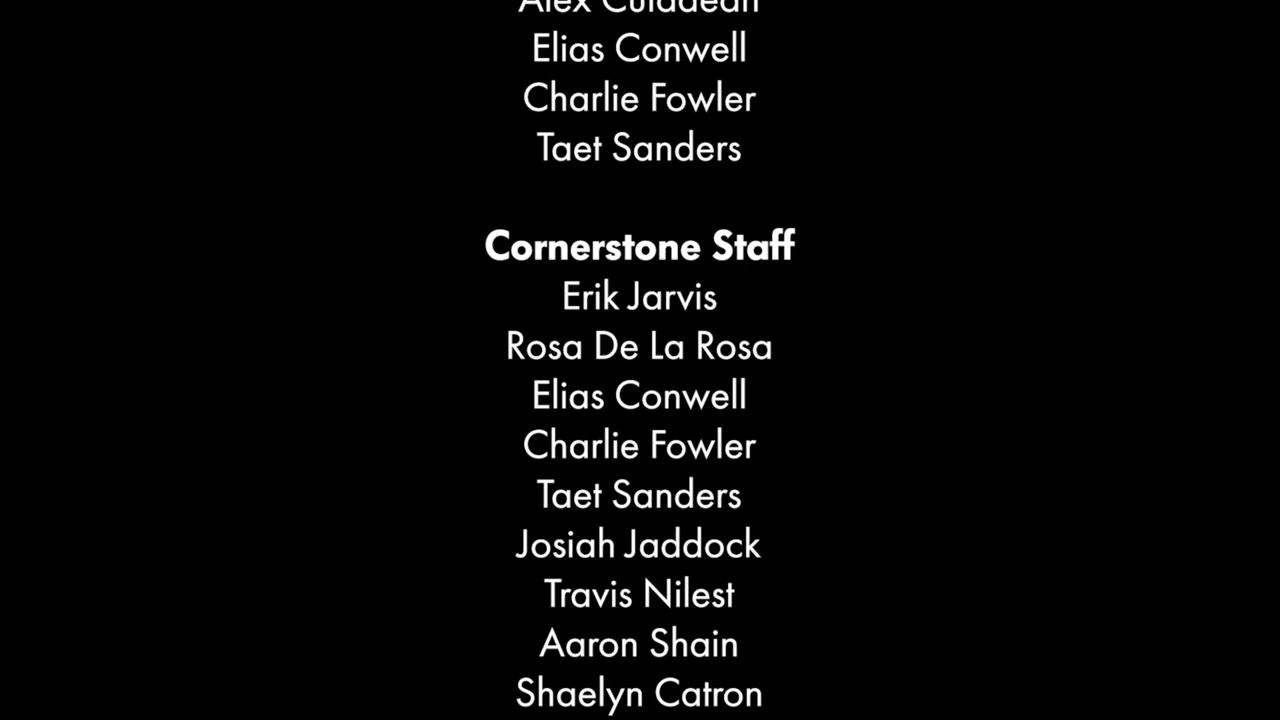 Alex
Elias Conwell
Charlie Fowler
Taet Sanders
Cornerstone Staff
Erik Jarvis
Rosa De La Rosa
Elias Conwell
Charlie Fowler
Taet Sanders
Josiah Jaddock
Travis Nilest
Aaron Shain
Shaelyn Catron